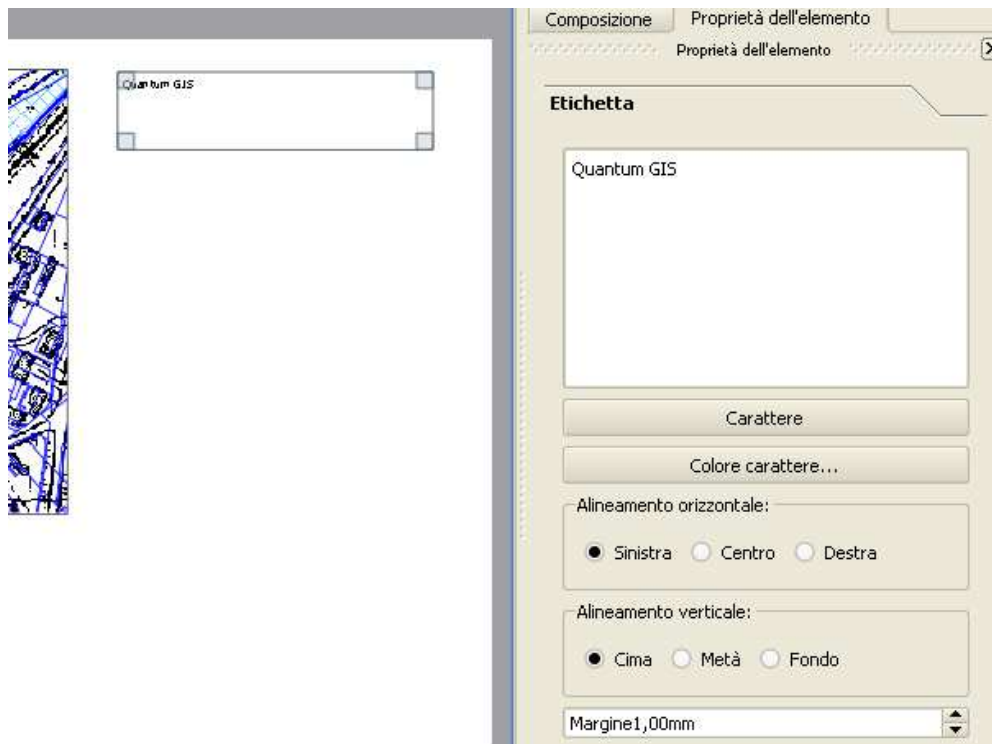 Composizione
Proprietà dell'elemento
Proprietà dell'elemento
Quantum GIS
Etichetta
Quantum GIS
Carattere
Colore carattere...
Alineamento orizzontale:
Sinistra Centro Destra
Alineamento verticale:
Cima Metà Fondo
Margine1,00mm